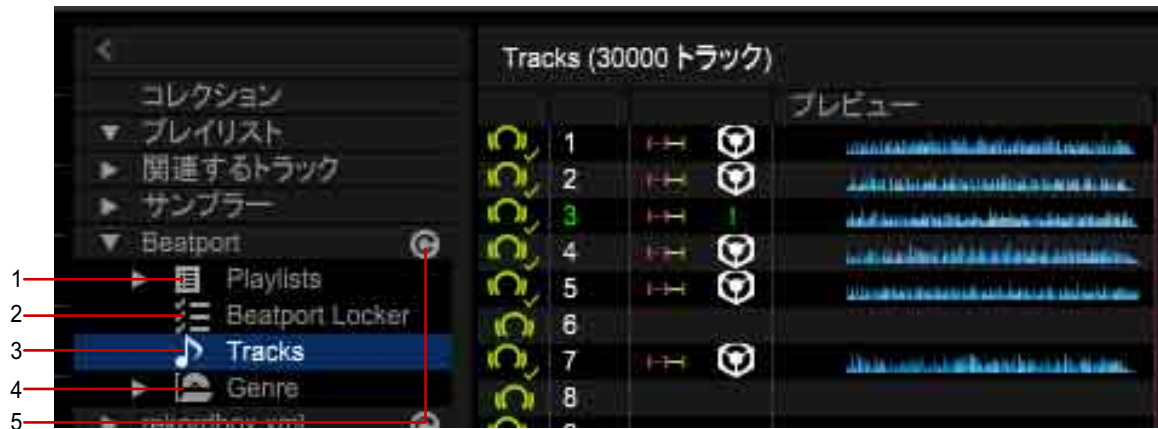 Tracks (30000 トラック)
コレクション
プレイリスト
関連するトラック
サンプラー
Beatport
1 Playlists
2 Beatport Locker
3 Tracks
4 Genre
5 rekordbox xml
プレビュー
1
2
3 !
4
5
6
7
8